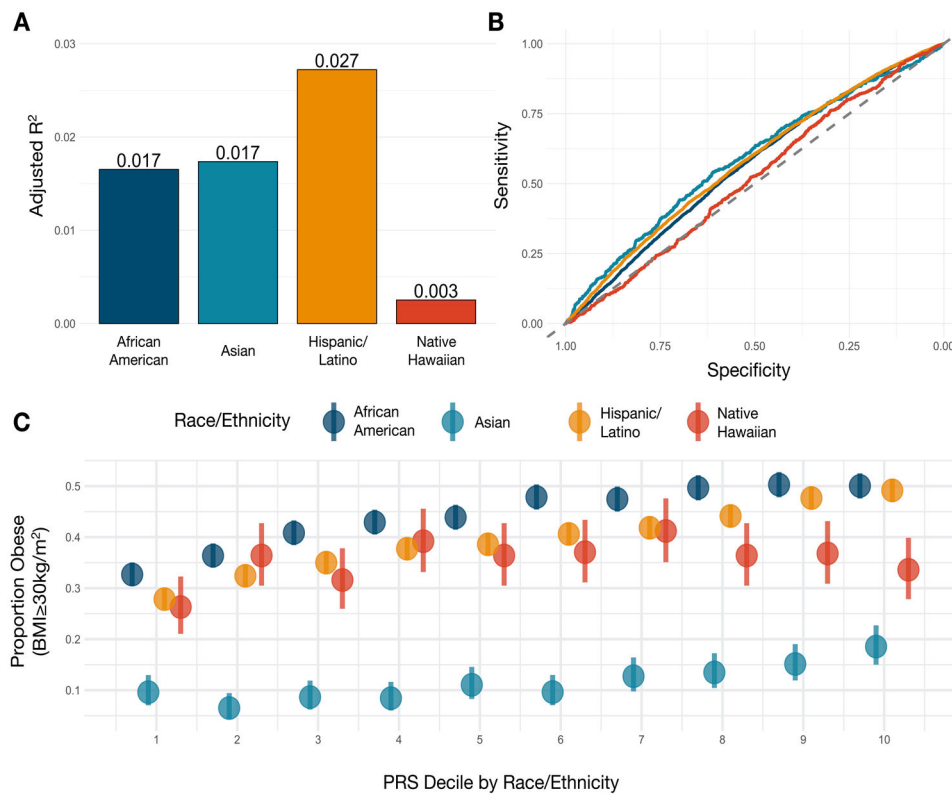 A
B
0.03
0.02
0.01
0.00
Adjusted R²
0.017
0.017
0.027
0.003
African
American
Asian
Hispanic/
Latino
Native
Hawaiian
1.00
0.75
0.50
0.25
0.00
Sensitivity
1.00
0.75
0.50
0.25
0.00
Specificity
C
Race/Ethnicity
African
American
Asian
Hispanic/
Latino
Native
Hawaiian
0.5
0.4
0.3
0.2
0.1
Proportion Obese
(BMI≥30kg/m²)
1
2
3
4
5
6
7
8
9
10
PRS Decile by Race/Ethnicity